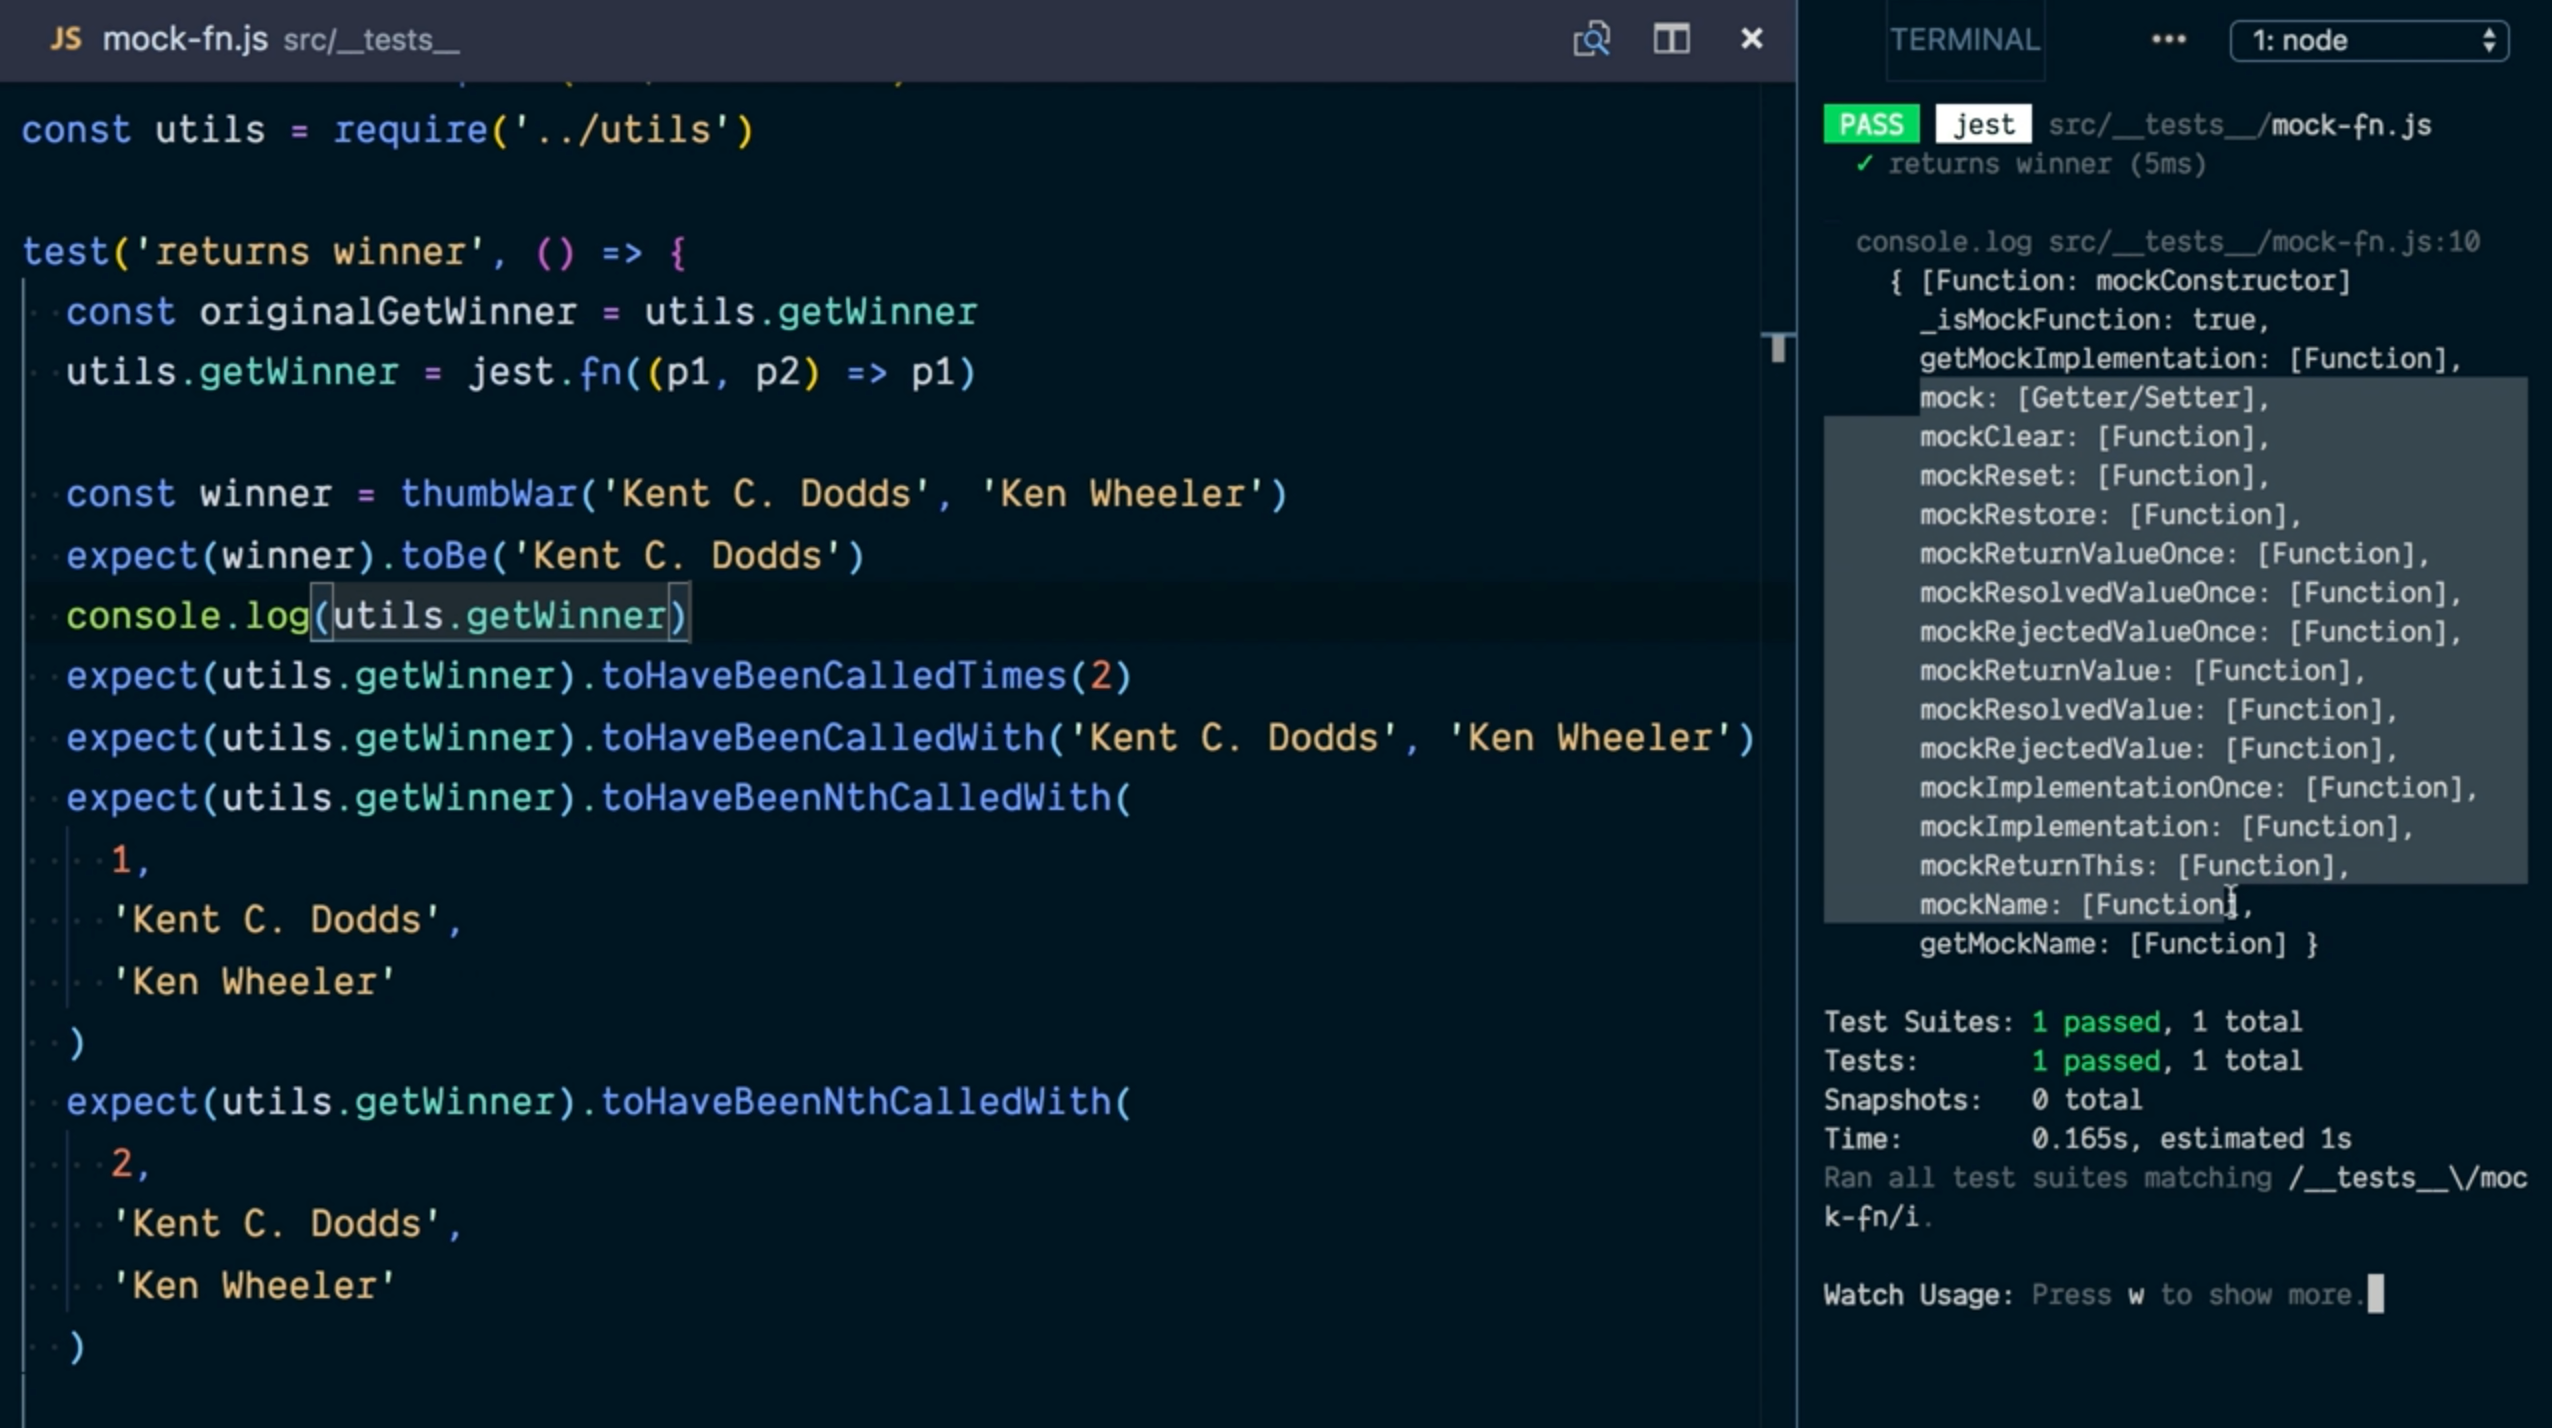 JS mock-fn.js src/__tests__
const utils = require('../utils')
test('returns winner', () => {
const originalGetWinner = utils.getWinner
utils.getWinner = jest.fn((p1, p2) => p1)
const winner = thumbWar('Kent C. Dodds', 'Ken Wheeler')
expect(winner).toBe('Kent C. Dodds')
console.log(utils.getWinner)
expect(utils.getWinner).toHaveBeenCalledTimes(2)
expect(utils.getWinner).toHaveBeenCalledWith('Kent C. Dodds', 'Ken Wheeler')
expect(utils.getWinner).toHaveBeenNthCalledWith(
1,
'Kent C. Dodds',
'Ken Wheeler'
)
expect(utils.getWinner).toHaveBeenNthCalledWith(
2,
'Kent C. Dodds',
'Ken Wheeler'
)
TERMINAL ••• 1: node
PASS jest src/__tests__/mock-fn.js
✓ returns winner (5ms)
console.log src/__tests__/mock-fn.js:10
{ [Function: mockConstructor]
_isMockFunction: true,
getMockImplementation: [Function],
mock: [Getter/Setter],
mockClear: [Function],
mockReset: [Function],
mockRestore: [Function],
mockReturnValueOnce: [Function],
mockResolvedValueOnce: [Function],
mockRejectedValueOnce: [Function],
mockReturnValue: [Function],
mockResolvedValue: [Function],
mockRejectedValue: [Function],
mockImplementationOnce: [Function],
mockImplementation: [Function],
mockReturnThis: [Function],
mockName: [Function],
getMockName: [Function] }
Test Suites: 1 passed, 1 total
Tests: 1 passed, 1 total
Snapshots: 0 total
Time: 0.165s, estimated 1s
Ran all test suites matching /__tests__\/moc
k-fn/i.
Watch Usage: Press w to show more.